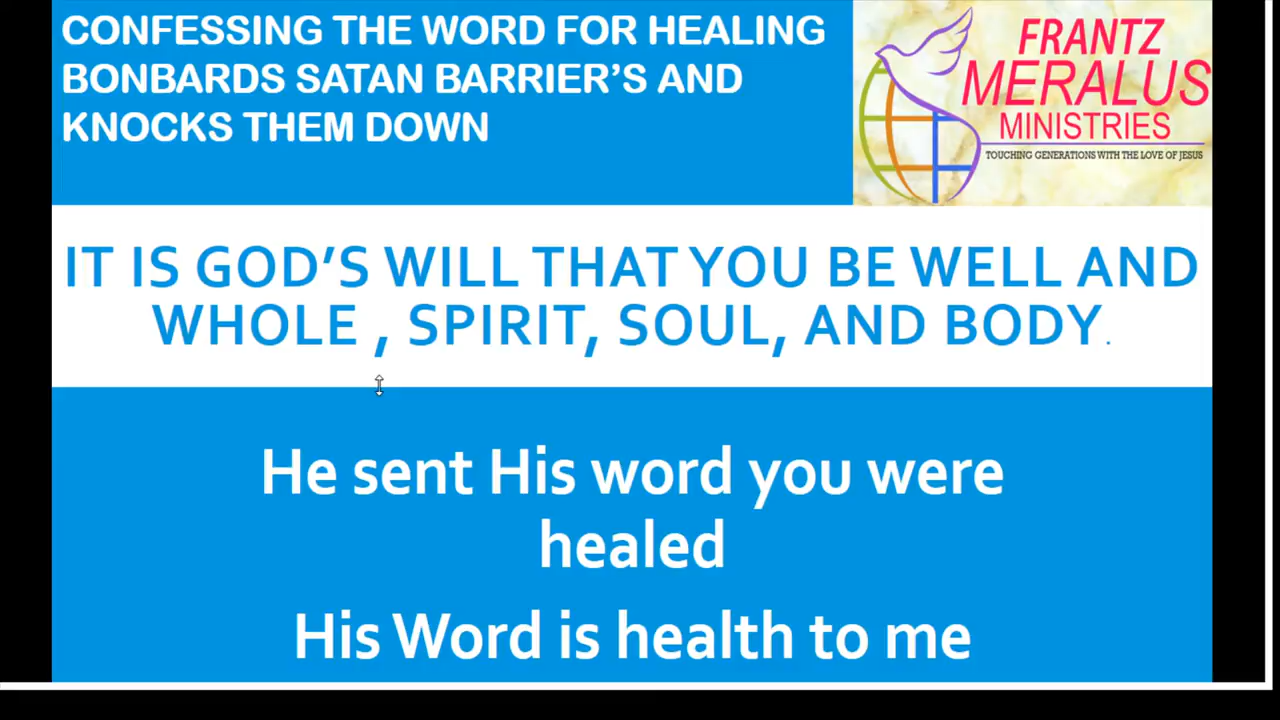 CONFESSING THE WORD FOR HEALING
BONBARDS SATAN BARRIER’S AND
KNOCKS THEM DOWN
FRANTZ
MERALUS
MINISTRIES
TOUCHING GENERATIONS WITH THE LOVE OF JESUS
IT IS GOD’S WILL THAT YOU BE WELL AND
WHOLE , SPIRIT, SOUL, AND BODY.
He sent His word you were
healed
His Word is health to me